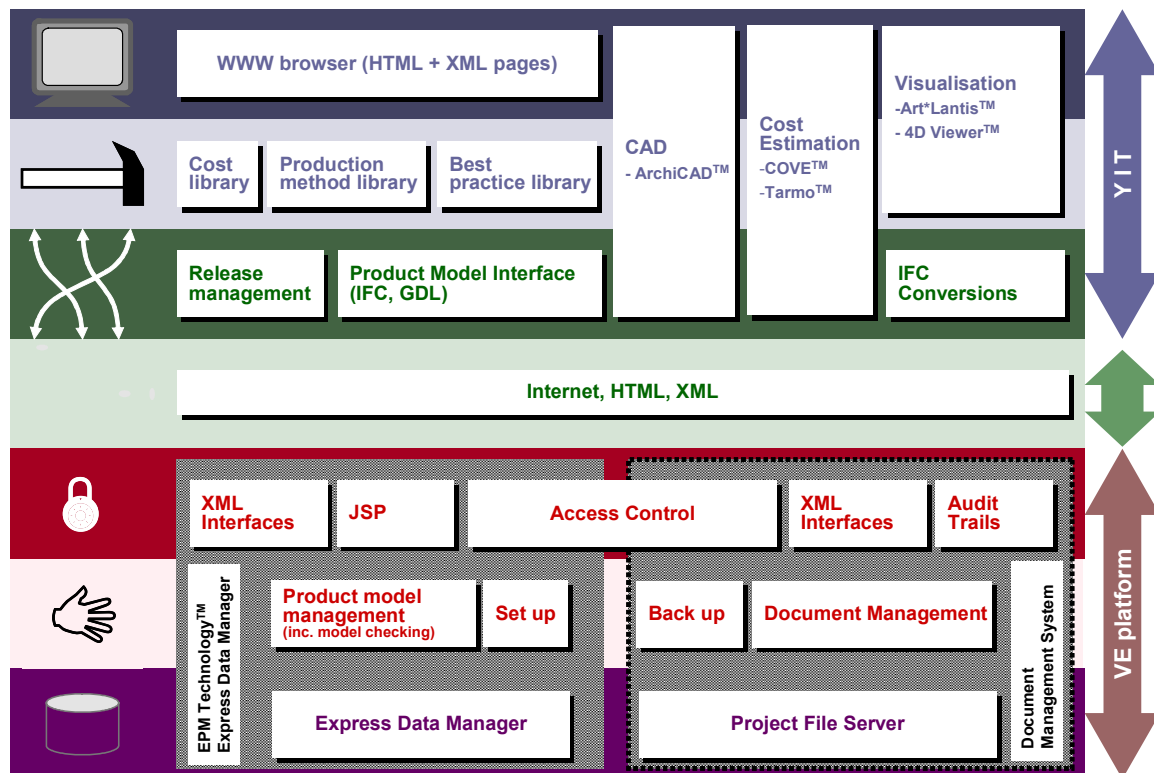 WWW browser (HTML + XML pages)
CAD
- ArchiCAD™
Cost
Estimation
-COVE™
-Tarmo™
Visualisation
-Art*Lantis™
- 4D Viewer™
Cost
library
Production
method library
Best
practice library
Release
management
Product Model Interface
(IFC, GDL)
IFC
Conversions
YIT
Internet, HTML, XML
XML
Interfaces
JSP
Access Control
XML
Interfaces
Audit
Trails
EPM Technology™
Express Data Manager
Product model
management
(inc. model checking)
Set up
Back up
Document Management
Document
Management System
Express Data Manager
Project File Server
VE platform